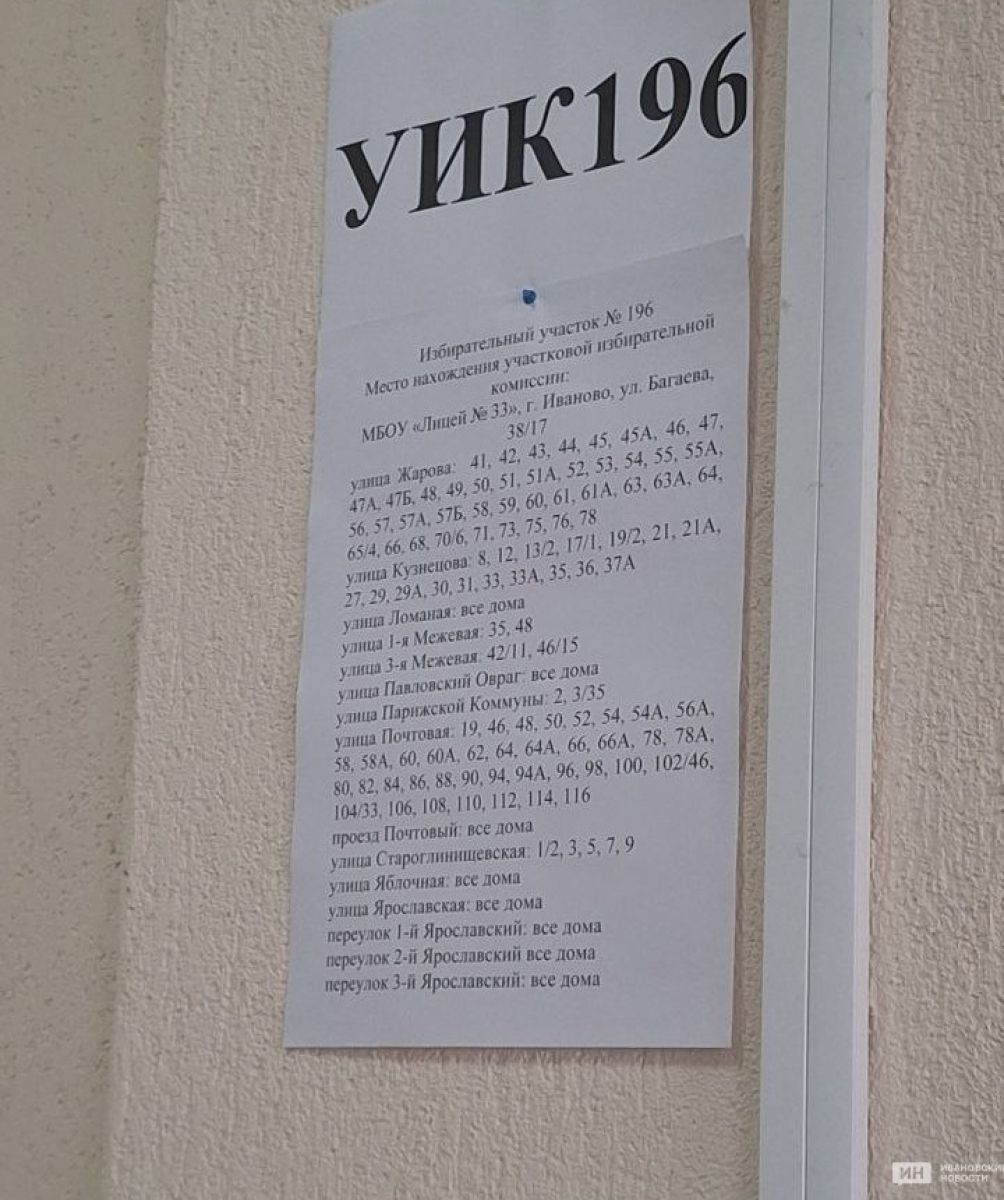 УИК196
Избирательный участок № 196
Место нахождения участковой избирательной
комиссии:
МБОУ «Лицей № 33», г. Иваново, ул. Багаева,
38/17
улица Жарова: 41, 42, 43, 44, 45, 45А, 46, 47,
47А, 47Б, 48, 49, 50, 51, 51А, 52, 53, 54, 55, 55А,
56, 57, 57А, 57Б, 58, 59, 60, 61, 61А, 63, 63А, 64,
65/4, 66, 68, 70/6, 71, 73, 75, 76, 78
улица Кузнецова: 8, 12, 13/2, 17/1, 19/2, 21, 21А,
27, 29, 29А, 30, 31, 33, 33А, 35, 36, 37А
улица Ломаная: все дома
улица 1-я Межевая: 35, 48
улица 3-я Межевая: 42/11, 46/15
улица Павловский Овраг: все дома
улица Парижской Коммуны: 2, 3/35
улица Почтовая: 19, 46, 48, 50, 52, 54, 54А, 56А,
58, 58А, 60, 60А, 62, 64, 64А, 66, 66А, 78, 78А,
80, 82, 84, 86, 88, 90, 94, 94А, 96, 98, 100, 102/46,
104/33, 106, 108, 110, 112, 114, 116
проезд Почтовый: все дома
улица Староглинищевская: 1/2, 3, 5, 7, 9
улица Яблочная: все дома
улица Ярославская: все дома
переулок 1-й Ярославский: все дома
переулок 2-й Ярославский все дома
переулок 3-й Ярославский: все дома
ИН ИВАНОВСКИЕ
НОВОСТИ